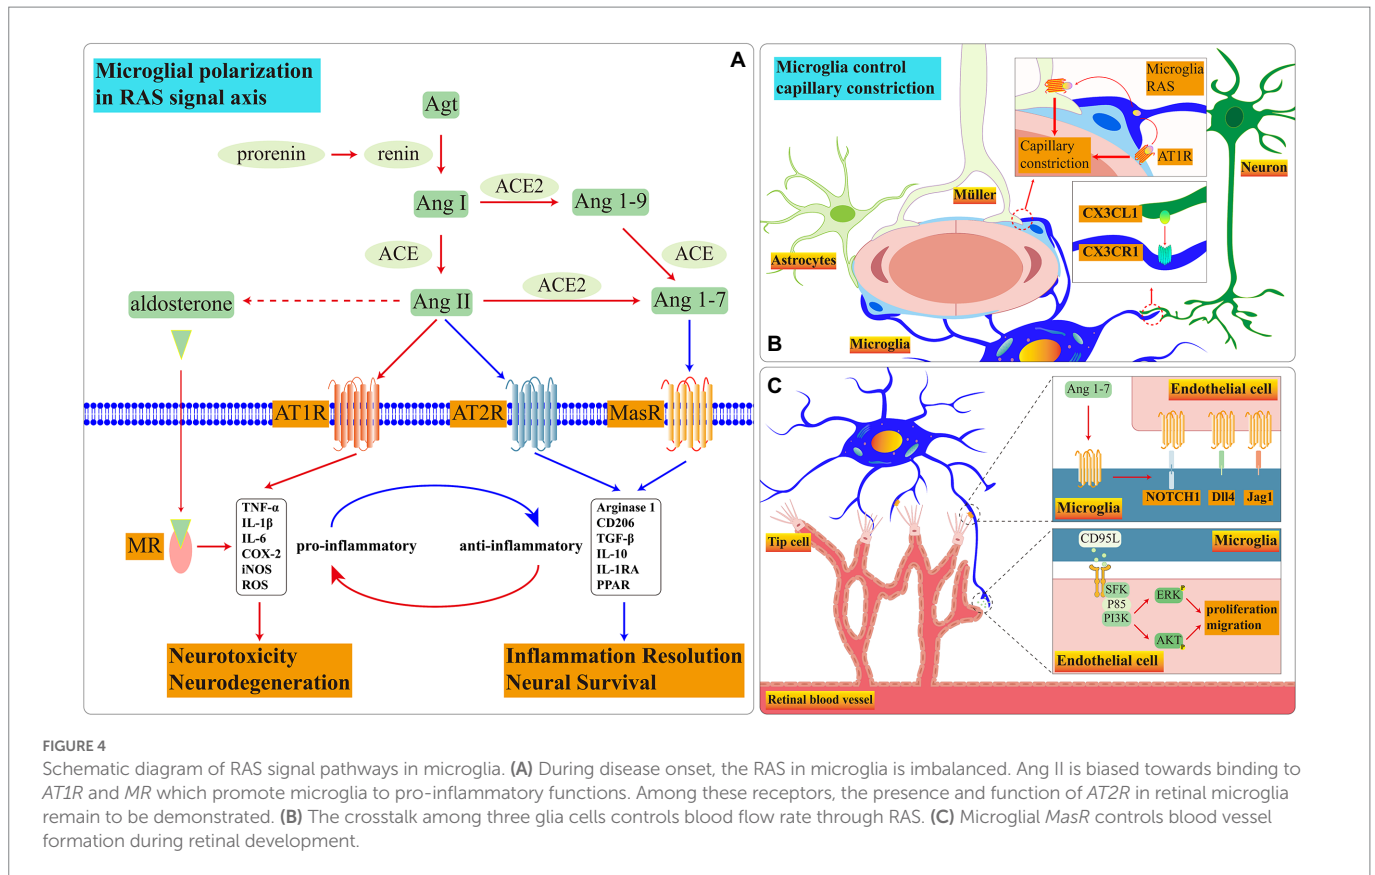 Microglial polarization
in RAS signal axis
A
Agt
prorenin
renin
ACE2
Ang I
Ang 1-9
ACE
ACE
ACE2
aldosterone
Ang II
Ang 1-7
AT1R
AT2R
MasR
TNF-α
IL-1β
IL-6
COX-2
iNOS
ROS
MR
pro-inflammatory
anti-inflammatory
Arginase 1
CD206
TGF-β
IL-10
IL-1RA
PPAR
Neurotoxicity
Neurodegeneration
Inflammation Resolution
Neural Survival
Microglia control
capillary constriction
Microglia
RAS
Capillary
constriction
AT1R
Neuron
Müller
CX3CL1
CX3CR1
Astrocytes
Microglia
B
C
Ang 1-7
Endothelial cell
Microglia
NOTCH1
Dll4
Jag1
Tip cell
CD95L
Microglia
SFK
P85
PI3K
ERK
P
AKT
P
proliferation
migration
Endothelial cell
Retinal blood vessel
FIGURE 4
Schematic diagram of RAS signal pathways in microglia. (A) During disease onset, the RAS in microglia is imbalanced. Ang II is biased towards binding to
AT1R and MR which promote microglia to pro-inflammatory functions. Among these receptors, the presence and function of AT2R in retinal microglia
remain to be demonstrated. (B) The crosstalk among three glia cells controls blood flow rate through RAS. (C) Microglial MasR controls blood vessel
formation during retinal development.